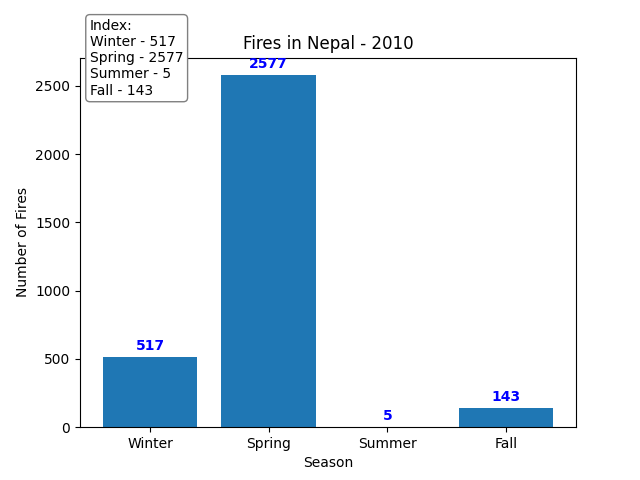 Index:
Winter - 517
Spring - 2577
Summer - 5
Fall - 143
Fires in Nepal - 2010
2577
2500
2000
1500
1000
500
0
Number of Fires
517
5
143
Winter Spring Summer Fall
Season